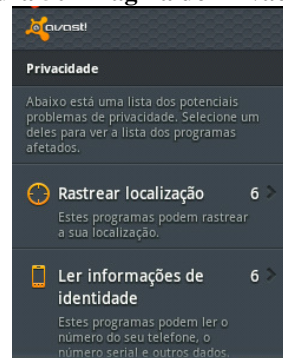 avast!
Privacidade
Abaixo está uma lista dos potenciais
problemas de privacidade. Selecione um
deles para ver a lista dos programas
afetados.
Rastrear localização 6
Estes programas podem rastrear
a sua localização.
Ler informações de 6
identidade
Estes programas podem ler o
número do seu telefone, o
número serial e outros dados.